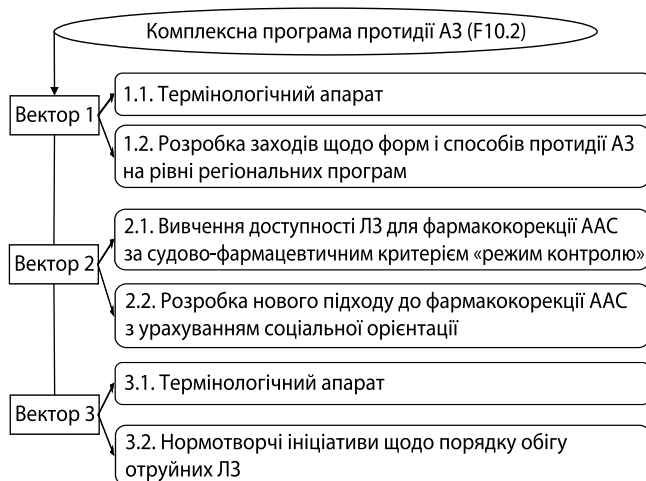 Комплексна програма протидії АЗ (F10.2)
Вектор 1
1.1. Термінологічний апарат
1.2. Розробка заходів щодо форм і способів протидії АЗ
на рівні регіональних програм
Вектор 2
2.1. Вивчення доступності ЛЗ для фармакокорекції ААС
за судово-фармацевтичним критерієм «режим контролю»
2.2. Розробка нового підходу до фармакокорекції ААС
з урахуванням соціальної орієнтації
Вектор 3
3.1. Термінологічний апарат
3.2. Нормотворчі ініціативи щодо порядку обігу
отруйних ЛЗ